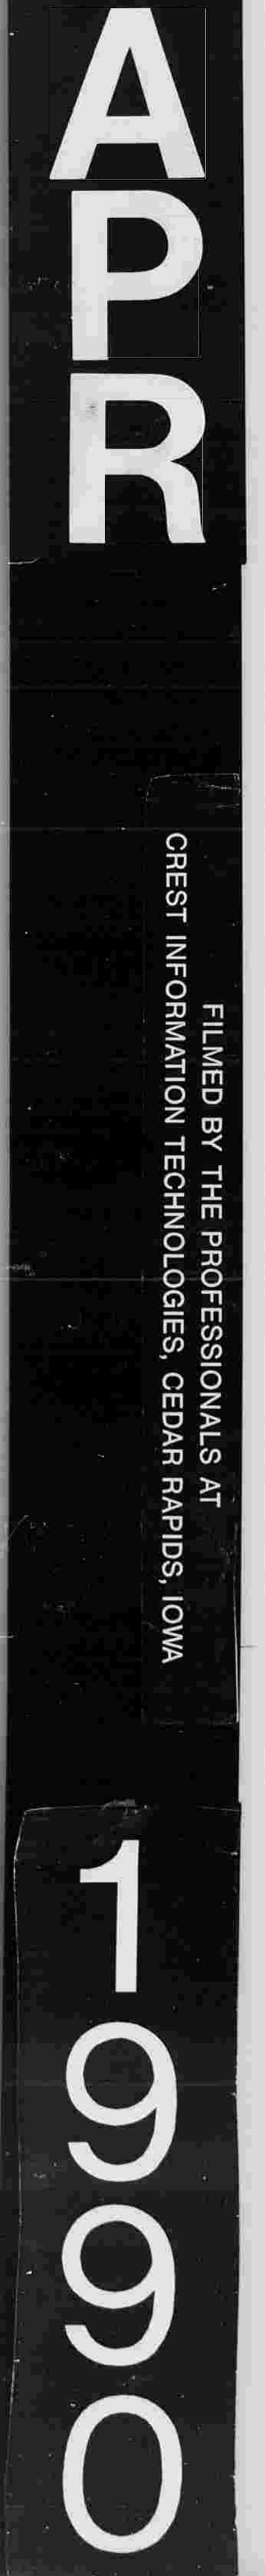 APR
FILMED BY THE PROFESSIONALS AT
CREST INFORMATION TECHNOLOGIES, CEDAR RAPIDS, IOWA
1990